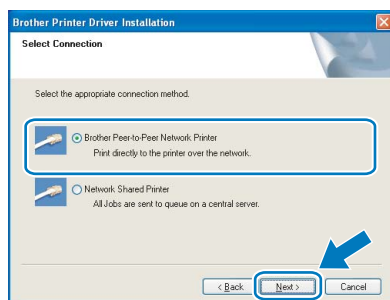 Brother Printer Driver Installation
Select Connection
Select the appropriate connection method.
Brother Peer-to-Peer Network Printer
Print directly to the printer over the network.
Network Shared Printer
All Jobs are sent to queue on a central server.
< Back Next > Cancel